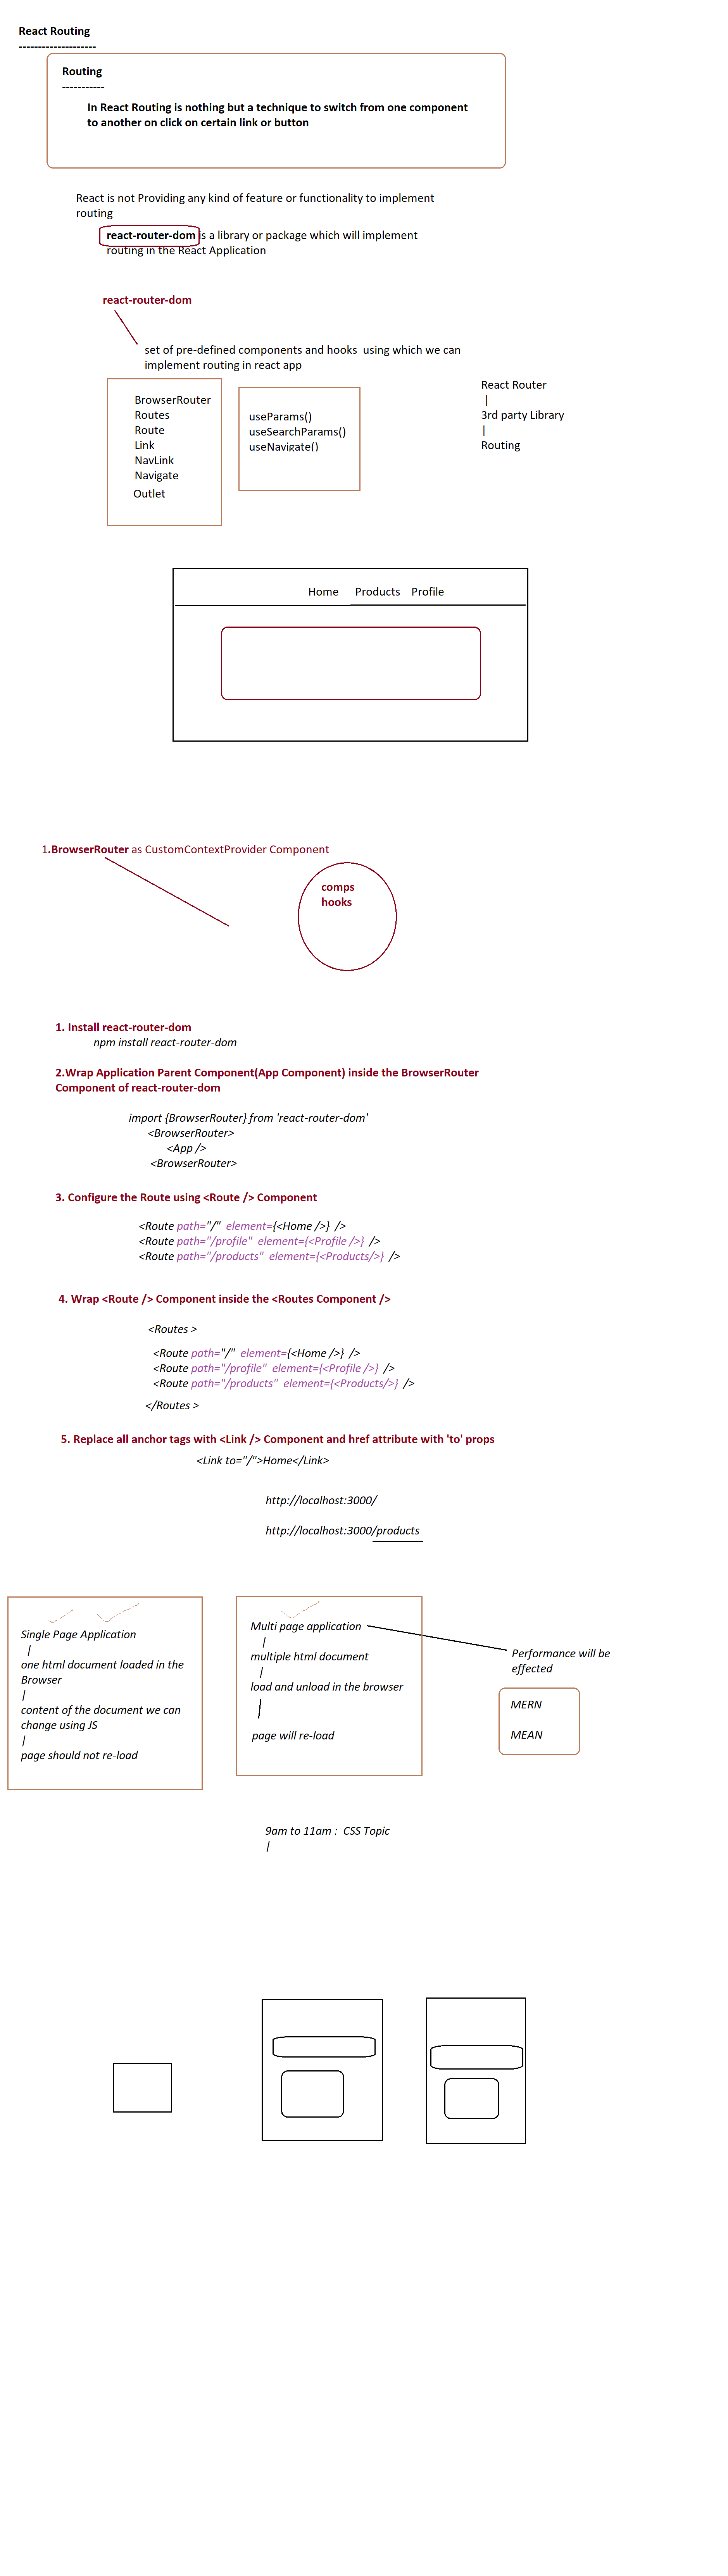 React Routing
--------------------
Routing
-----------
In React Routing is nothing but a technique to switch from one component
to another on click on certain link or button
React is not Providing any kind of feature or functionality to implement
routing
react-router-dom is a library or package which will implement
routing in the React Application
react-router-dom
set of pre-defined components and hooks  using which we can
implement routing in react app
BrowserRouter
Routes
Route
Link
NavLink
Navigate
Outlet
useParams()
useSearchParams()
useNavigate()
React Router
|
3rd party Library
|
Routing
Home Products Profile
1.BrowserRouter as CustomContextProvider Component
comps
hooks
1. Install react-router-dom
npm install react-router-dom
2.Wrap Application Parent Component(App Component) inside the BrowserRouter
Component of react-router-dom
import {BrowserRouter} from 'react-router-dom'
<BrowserRouter>
<App />
<BrowserRouter>
3. Configure the Route using <Route /> Component
<Route path="/"  element={<Home />} />
<Route path="/profile"  element={<Profile />} />
<Route path="/products"  element={<Products/>} />
4. Wrap <Route /> Component inside the <Routes Component />
<Routes >
<Route path="/"  element={<Home />} />
<Route path="/profile"  element={<Profile />} />
<Route path="/products"  element={<Products/>} />
</Routes >
5. Replace all anchor tags with <Link /> Component and href attribute with 'to' props
<Link to="/">Home</Link>
http://localhost:3000/
http://localhost:3000/products
Single Page Application
|
one html document loaded in the
Browser
|
content of the document we can
change using JS
|
page should not re-load
Multi page application
|
multiple html document
|
load and unload in the browser
|
page will re-load
Performance will be
effected
MERN
MEAN
9am to 11am :  CSS Topic
|